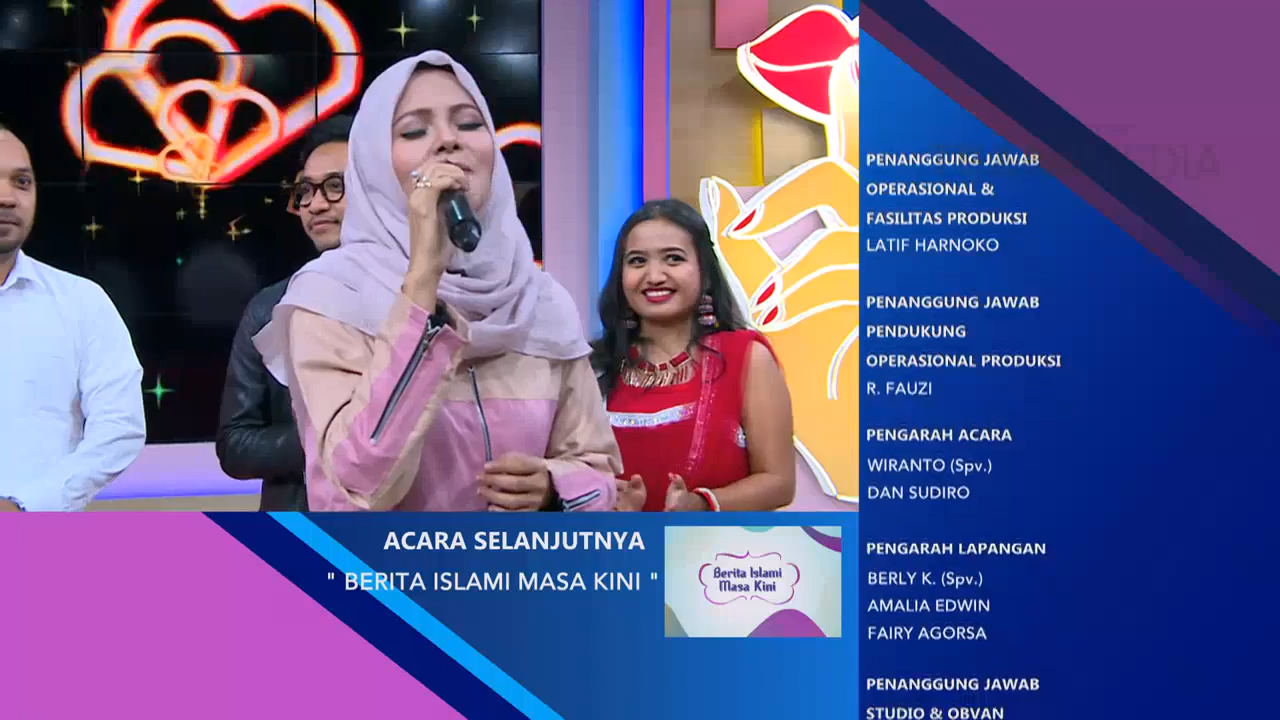 PENANGGUNG JAWAB
OPERASIONAL &
FASILITAS PRODUKSI
LATIF HARNOKO
PENANGGUNG JAWAB
PENDUKUNG
OPERASIONAL PRODUKSI
R. FAUZI
PENGARAH ACARA
WIRANTO (Spv.)
DAN SUDIRO
PENGARAH LAPANGAN
BERLY K. (Spv.)
AMALIA EDWIN
FAIRY AGORSA
PENANGGUNG JAWAB
STUDIO & OBVAN
ACARA SELANJUTNYA
" BERITA ISLAMI MASA KINI "
Berita Islami
Masa Kini